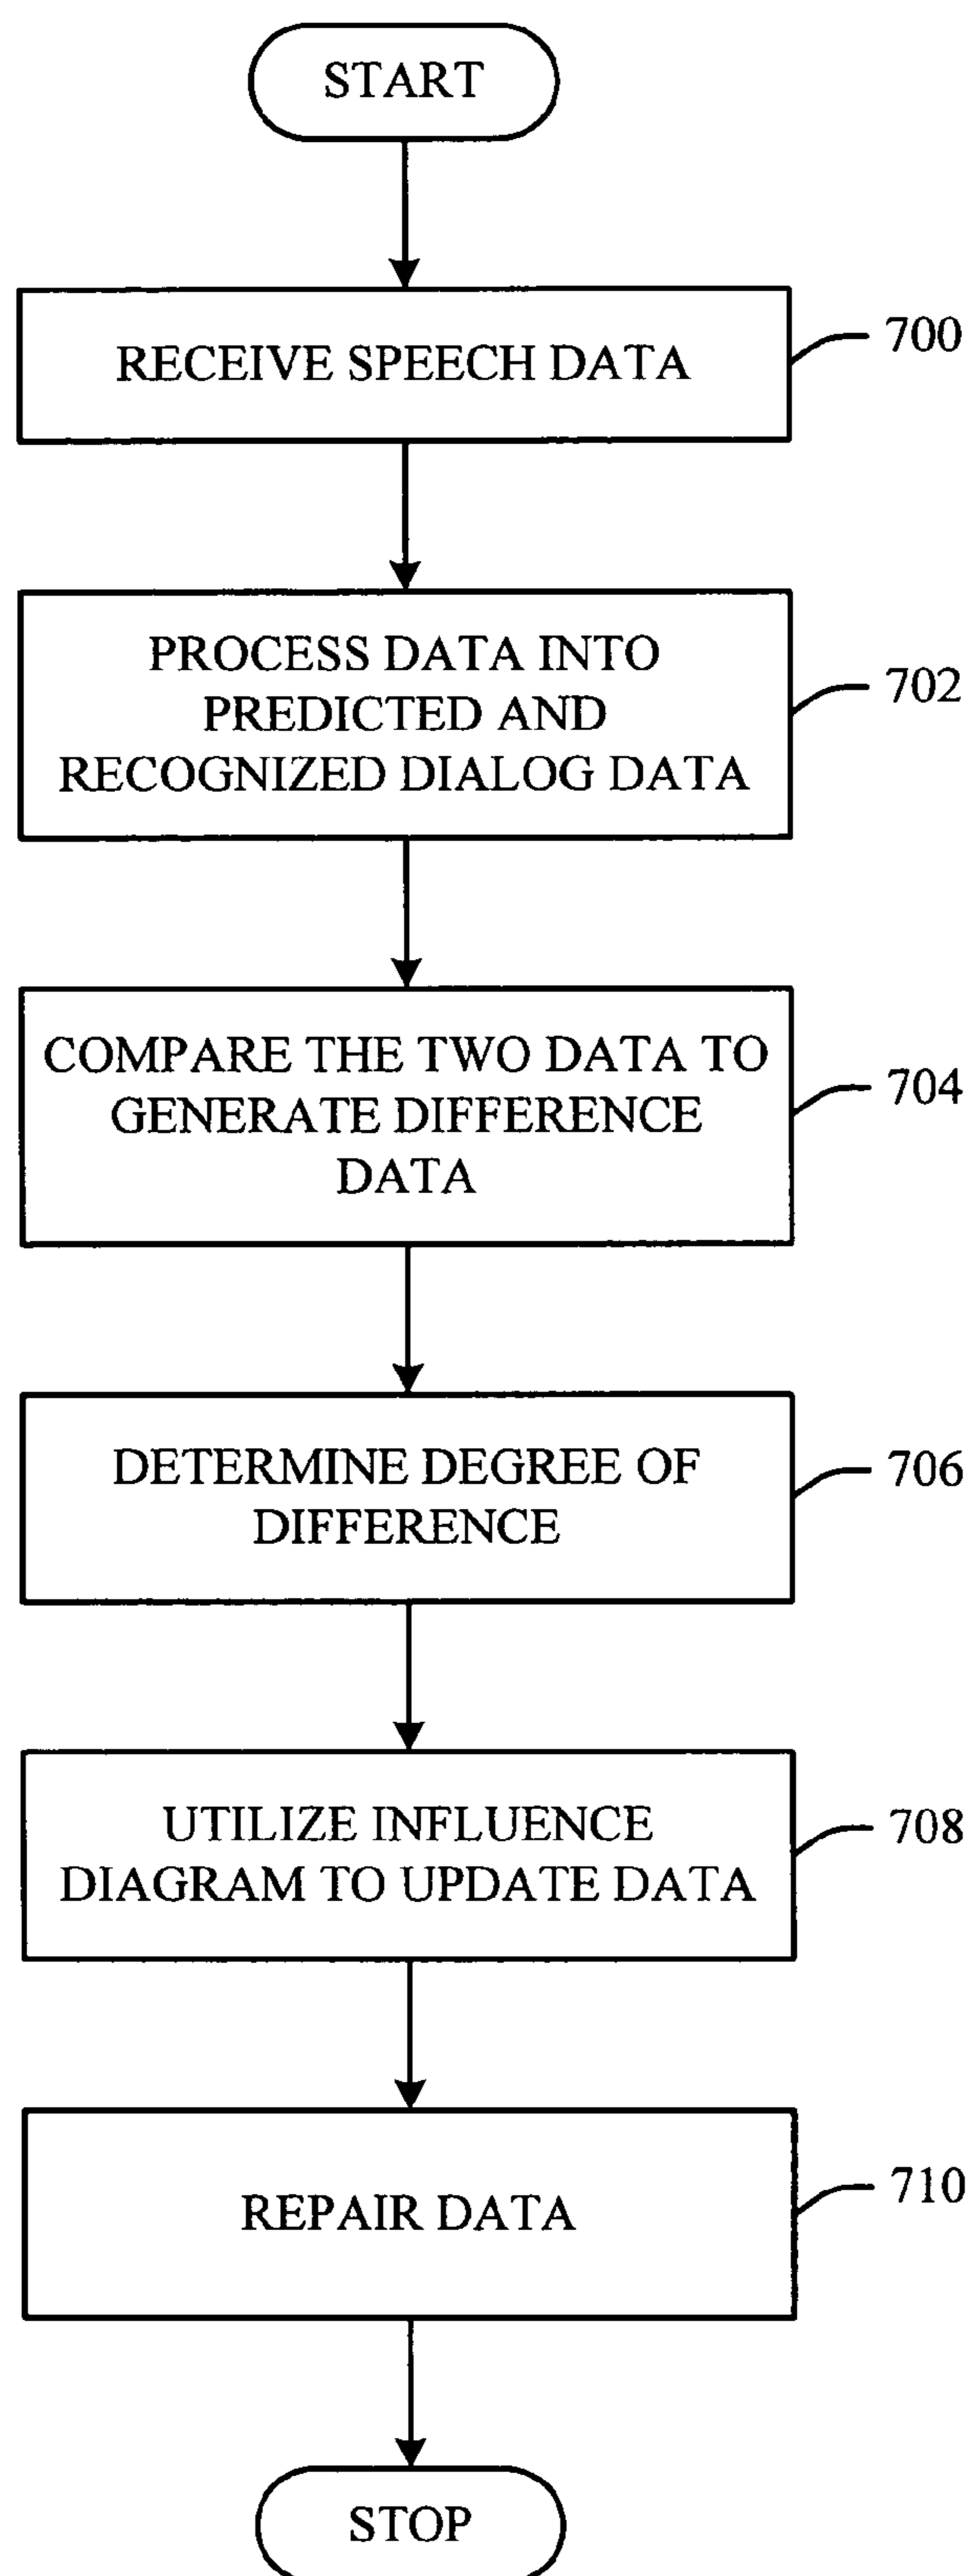 START
RECEIVE SPEECH DATA
700
PROCESS DATA INTO
PREDICTED AND
RECOGNIZED DIALOG DATA
702
COMPARE THE TWO DATA TO
GENERATE DIFFERENCE
DATA
704
DETERMINE DEGREE OF
DIFFERENCE
706
UTILIZE INFLUENCE
DIAGRAM TO UPDATE DATA
708
REPAIR DATA
710
STOP